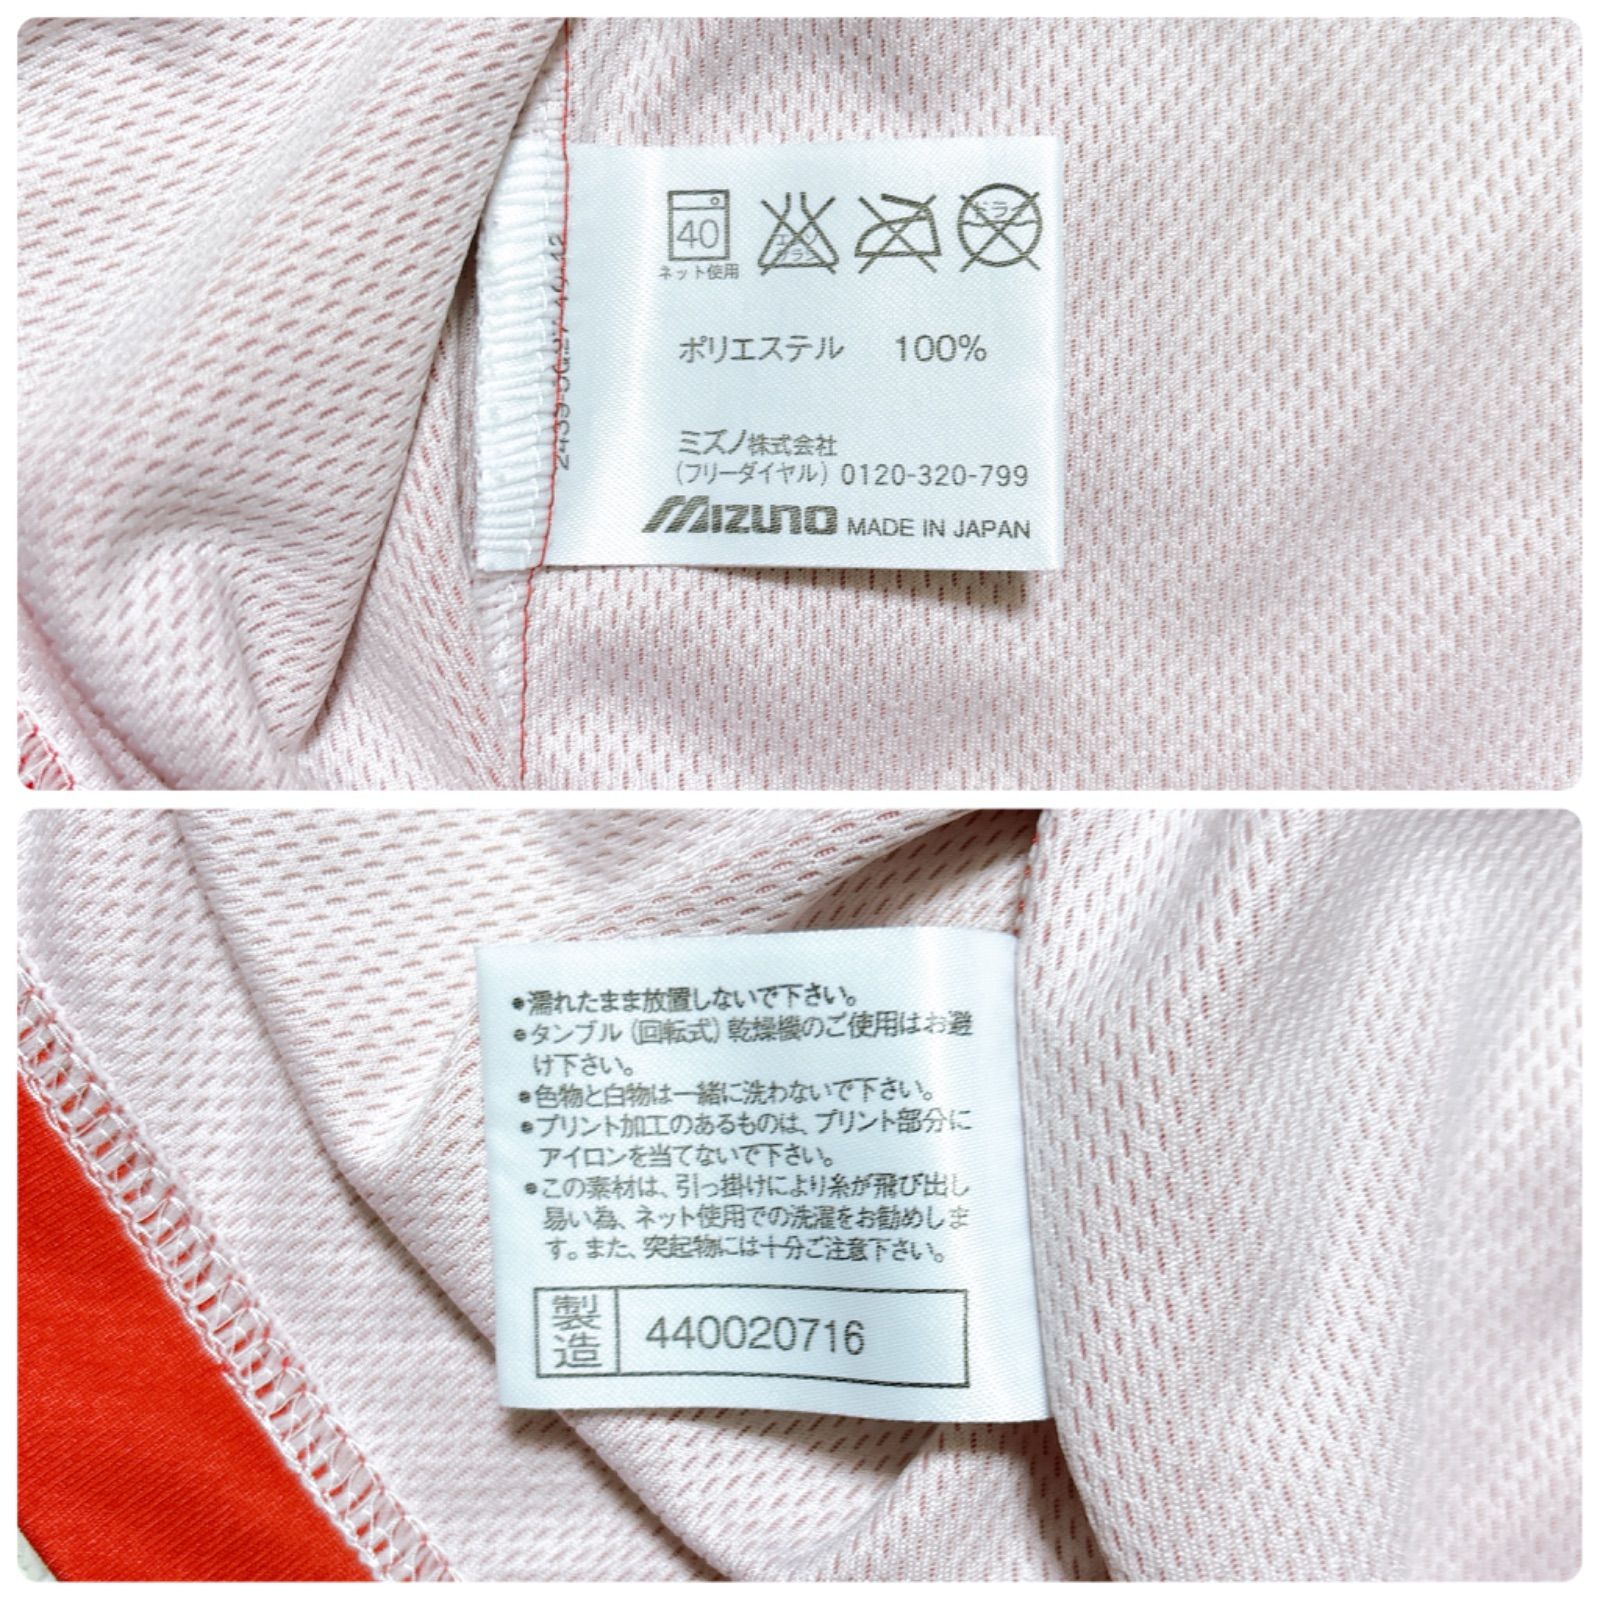 40
ネット使用
エンソ
サラシ
ドライ
ポリエステル 100%
ミズノ株式会社
(フリーダイヤル) 0120-320-799
MIZUNO MADE IN JAPAN
●濡れたまま放置しないで下さい。
●タンブル(回転式)乾燥機のご使用はお避
け下さい。
●色物と白物は一緒に洗わないで下さい。
●プリント加工のあるものは、プリント部分に
アイロンを当てないで下さい。
●この素材は、引っ掛けにより糸が飛び出し
易い為、ネット使用での洗濯をお勧めしま
す。また、突起物には十分ご注意下さい。
製造 440020716